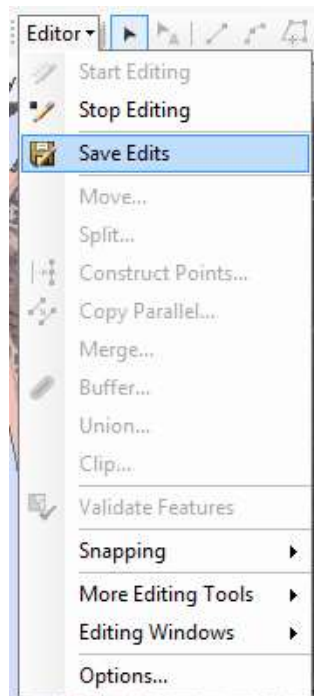 Editor
Start Editing
Stop Editing
Save Edits
Move...
Split...
Construct Points...
Copy Parallel...
Merge...
Buffer...
Union...
Clip...
Validate Features
Snapping
More Editing Tools
Editing Windows
Options...